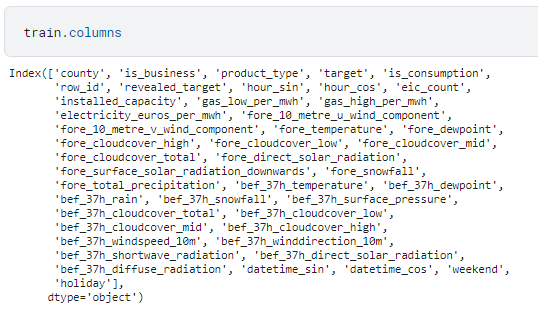 train.columns
Index(['county', 'is_business', 'product_type', 'target', 'is_consumption',
'row_id', 'revealed_target', 'hour_sin', 'hour_cos', 'eic_count',
'installed_capacity', 'gas_low_per_mwh', 'gas_high_per_mwh',
'electricity_euros_per_mwh', 'fore_10_metre_u_wind_component',
'fore_10_metre_v_wind_component', 'fore_temperature', 'fore_dewpoint',
'fore_cloudcover_high', 'fore_cloudcover_low', 'fore_cloudcover_mid',
'fore_cloudcover_total', 'fore_direct_solar_radiation',
'fore_surface_solar_radiation_downwards', 'fore_snowfall',
'fore_total_precipitation', 'bef_37h_temperature', 'bef_37h_dewpoint',
'bef_37h_rain', 'bef_37h_snowfall', 'bef_37h_surface_pressure',
'bef_37h_cloudcover_total', 'bef_37h_cloudcover_low',
'bef_37h_cloudcover_mid', 'bef_37h_cloudcover_high',
'bef_37h_windspeed_10m', 'bef_37h_winddirection_10m',
'bef_37h_shortwave_radiation', 'bef_37h_direct_solar_radiation',
'bef_37h_diffuse_radiation', 'datetime_sin', 'datetime_cos', 'weekend',
'holiday'],
dtype='object')